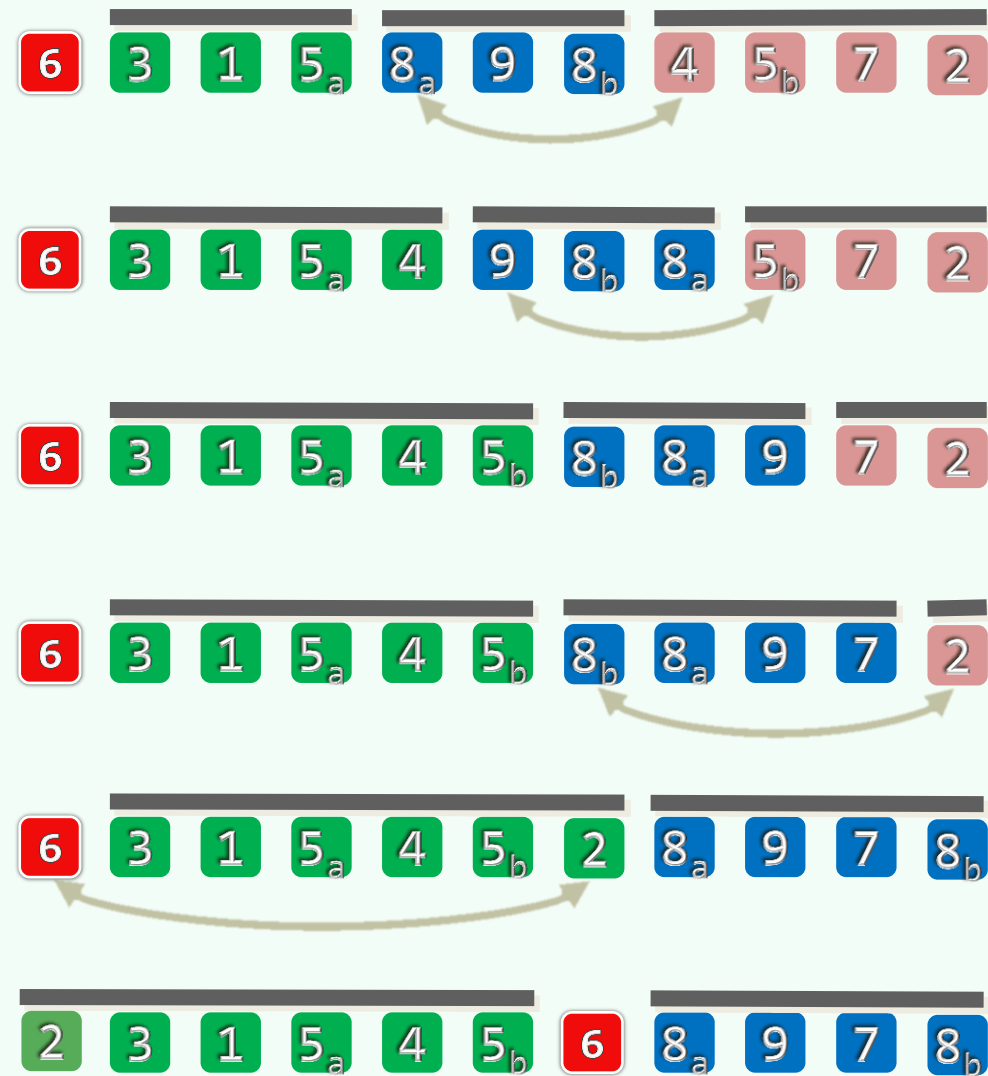 6 3 1 5a 8a 9 8b 4 5b 7 2
6 3 1 5a 4 9 8b 8a 5b 7 2
6 3 1 5a 4 5b 8b 8a 9 7 2
6 3 1 5a 4 5b 8b 8a 9 7 2
6 3 1 5a 4 5b 2 8a 9 7 8b
2 3 1 5a 4 5b 6 8a 9 7 8b